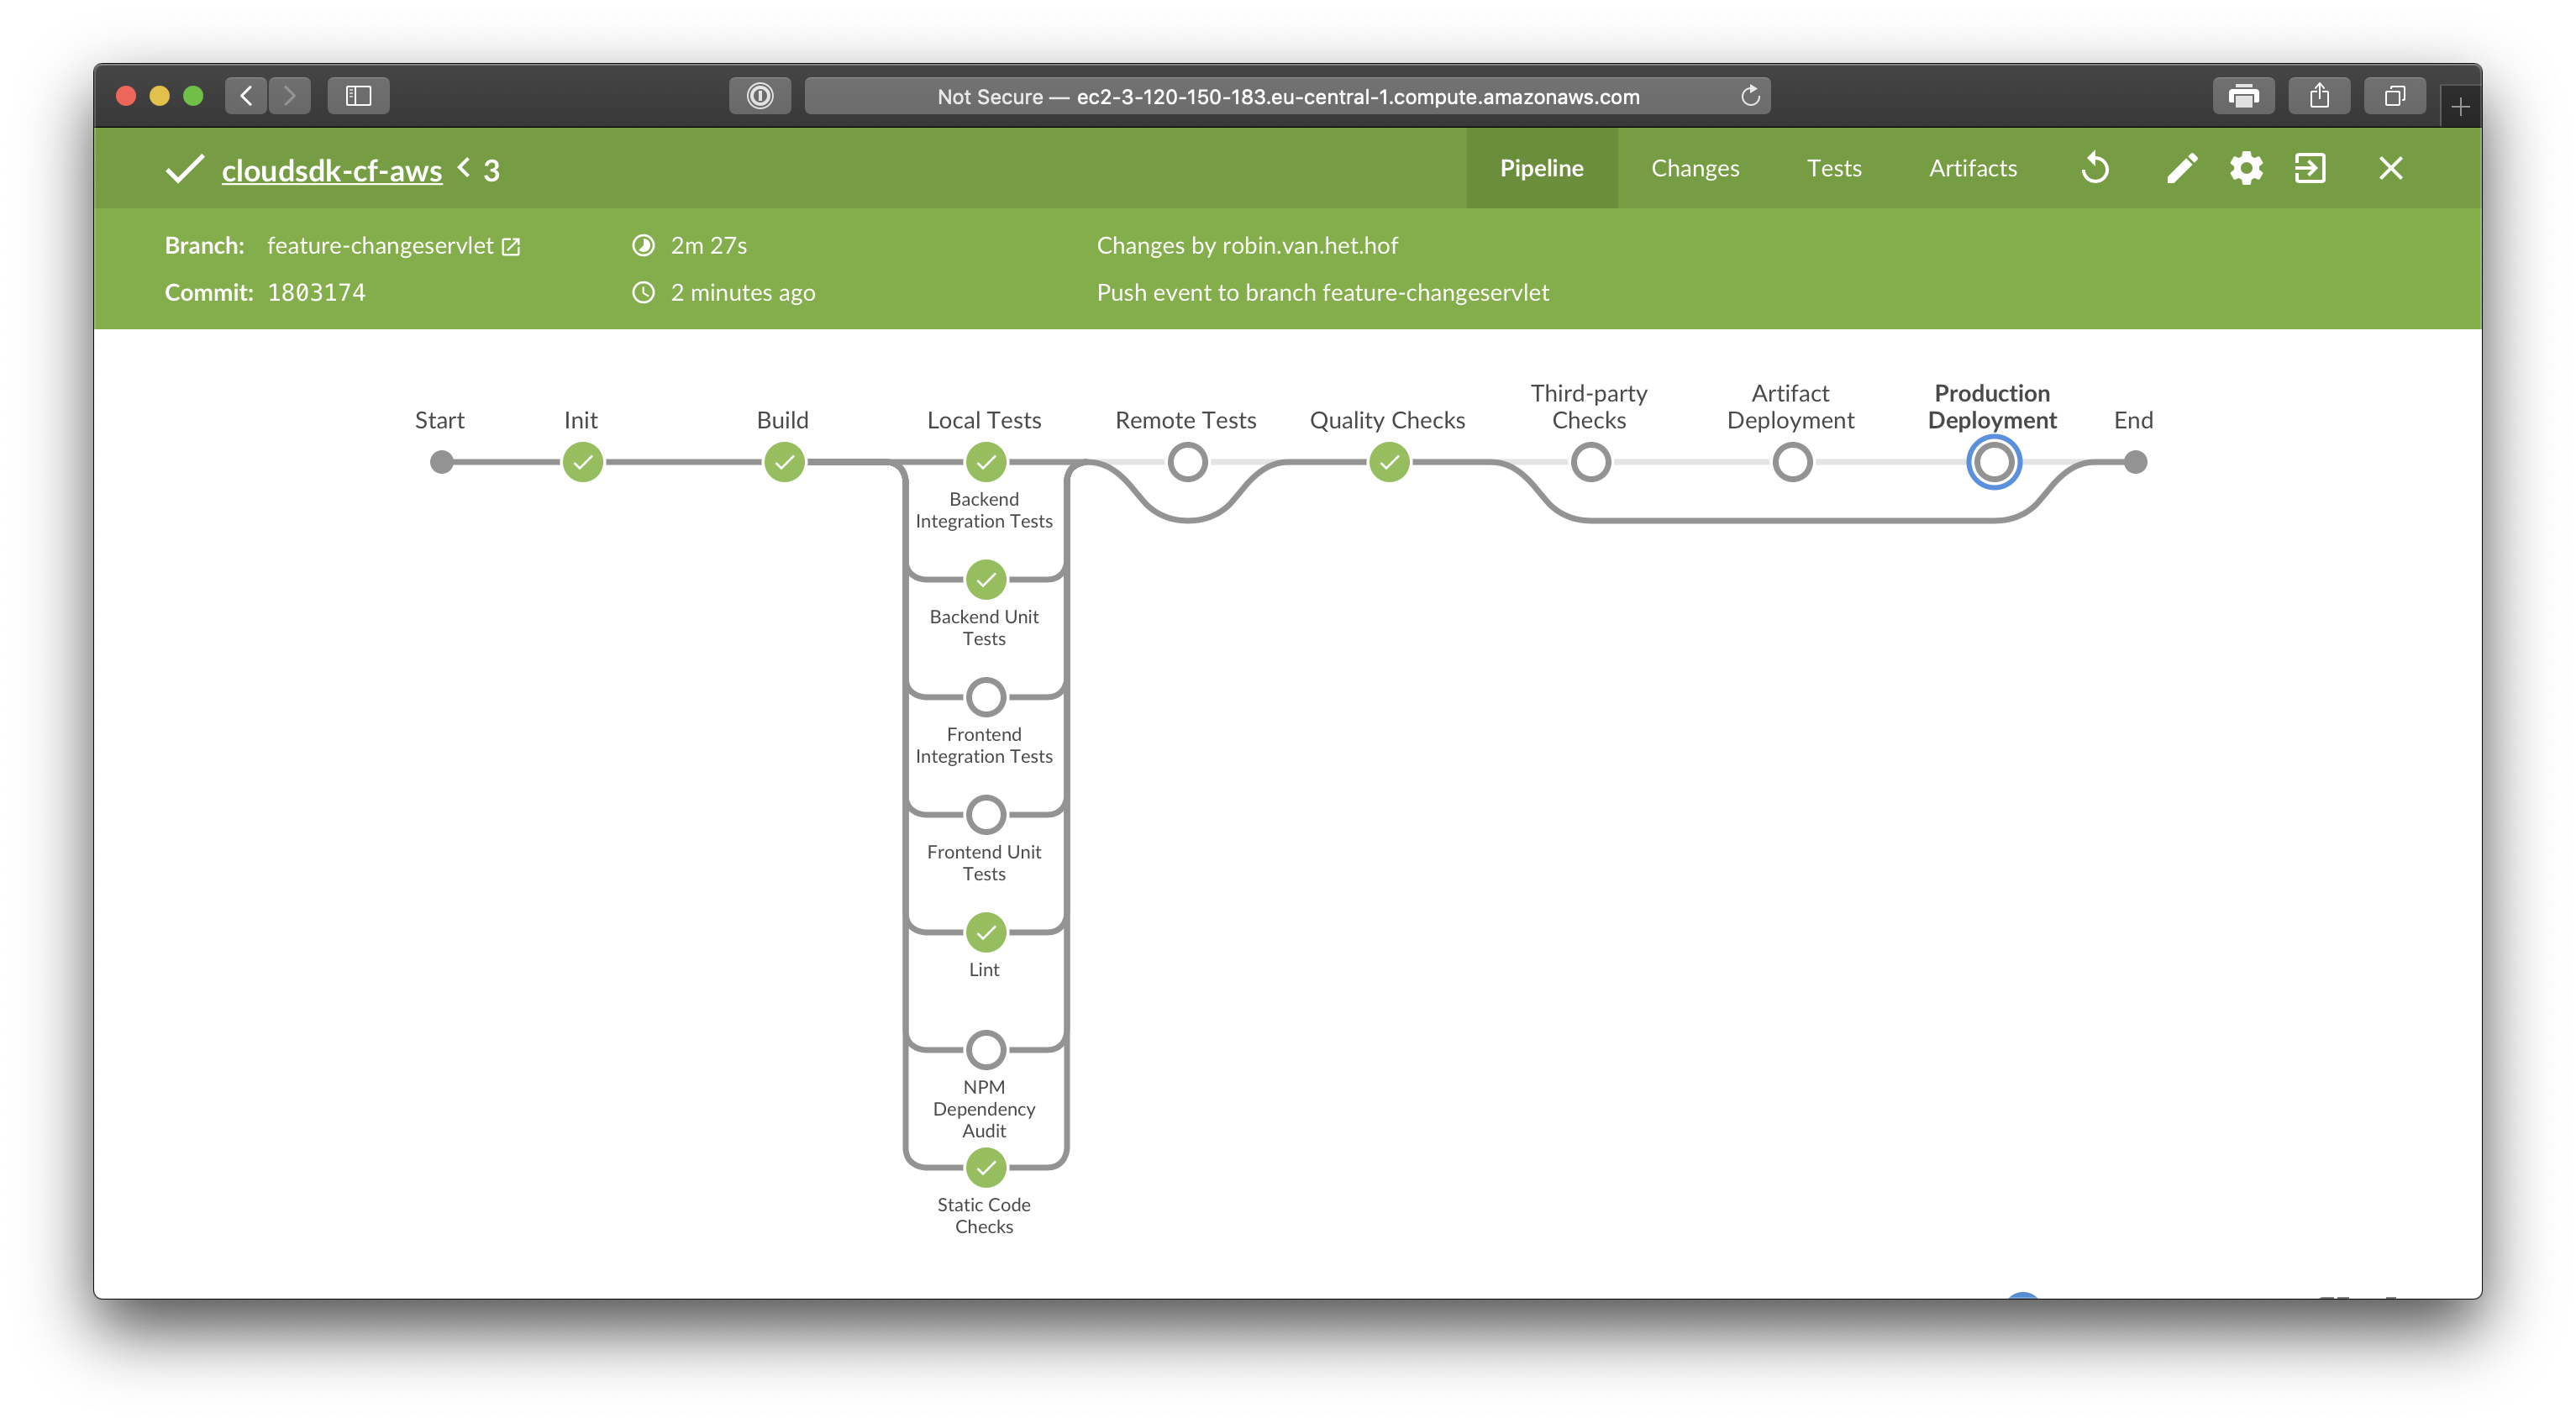 Not Secure — ec2-3-120-150-183.eu-central-1.compute.amazonaws.com
cloudsdk-cf-aws < 3
Pipeline
Changes
Tests
Artifacts
Branch: feature-changeservlet
2m 27s
Changes by robin.van.het.hof
Commit: 1803174
2 minutes ago
Push event to branch feature-changeservlet
Start
Init
Build
Local Tests
Remote Tests
Quality Checks
Third-party
Checks
Artifact
Deployment
Production
Deployment
End
Backend
Integration Tests
Backend Unit
Tests
Frontend
Integration Tests
Frontend Unit
Tests
Lint
NPM
Dependency
Audit
Static Code
Checks